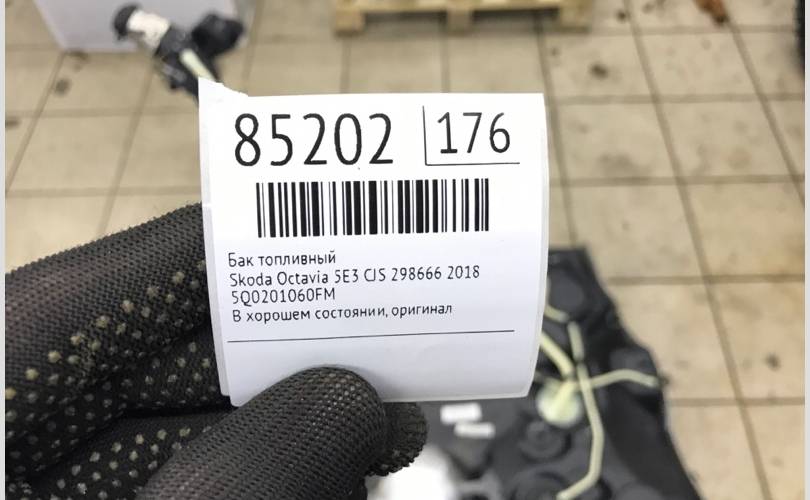 85202 176
Бак топливный
Skoda Octavia 5E3 CJS 298666 2018
5Q0201060FM
В хорошем состоянии, оригинал